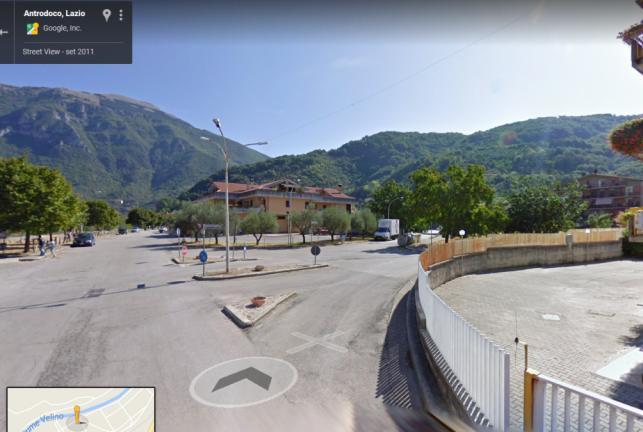 Antrodoco, Lazio
Google, Inc.
Street View - set 2011
ume Velino